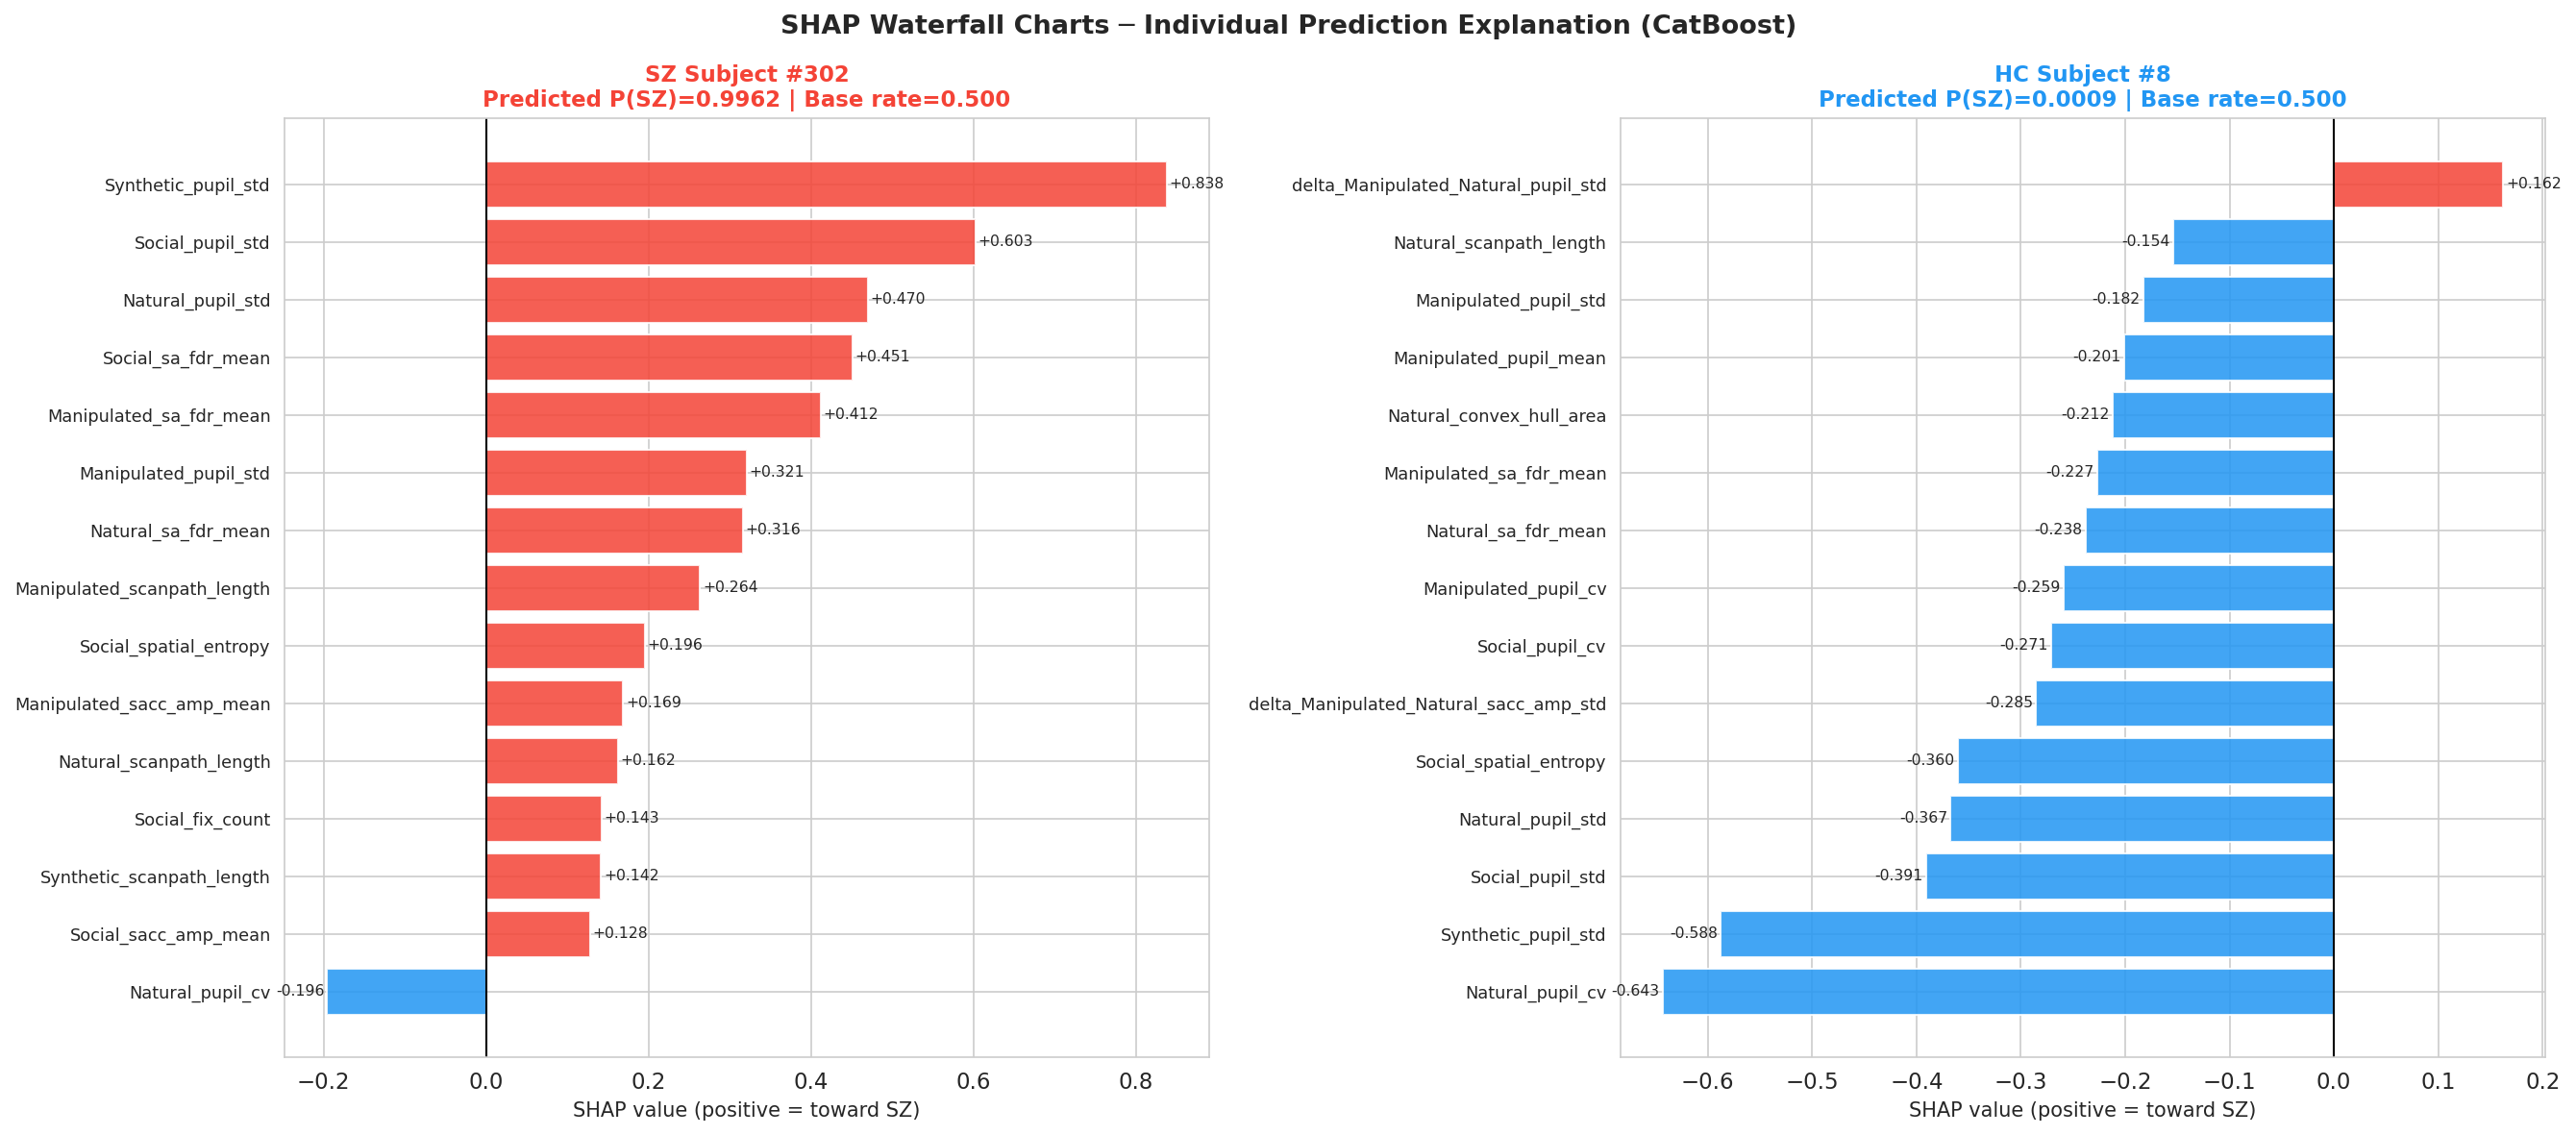 SHAP Waterfall Charts – Individual Prediction Explanation (CatBoost)
SZ Subject #302
Predicted P(SZ)=0.9962 | Base rate=0.500
Synthetic_pupil_std +0.838
Social_pupil_std +0.603
Natural_pupil_std +0.470
Social_sa_fdr_mean +0.451
Manipulated_sa_fdr_mean +0.412
Manipulated_pupil_std +0.321
Natural_sa_fdr_mean +0.316
Manipulated_scanpath_length +0.264
Social_spatial_entropy +0.196
Manipulated_sacc_amp_mean +0.169
Natural_scanpath_length +0.162
Social_fix_count +0.143
Synthetic_scanpath_length +0.142
Social_sacc_amp_mean +0.128
Natural_pupil_cv -0.196
−0.2 0.0 0.2 0.4 0.6 0.8
SHAP value (positive = toward SZ)
HC Subject #8
Predicted P(SZ)=0.0009 | Base rate=0.500
delta_Manipulated_Natural_pupil_std +0.162
Natural_scanpath_length -0.154
Manipulated_pupil_std -0.182
Manipulated_pupil_mean -0.201
Natural_convex_hull_area -0.212
Manipulated_sa_fdr_mean -0.227
Natural_sa_fdr_mean -0.238
Manipulated_pupil_cv -0.259
Social_pupil_cv -0.271
delta_Manipulated_Natural_sacc_amp_std -0.285
Social_spatial_entropy -0.360
Natural_pupil_std -0.367
Social_pupil_std -0.391
Synthetic_pupil_std -0.588
Natural_pupil_cv -0.643
−0.6 −0.5 −0.4 −0.3 −0.2 −0.1 0.0 0.1 0.2
SHAP value (positive = toward SZ)